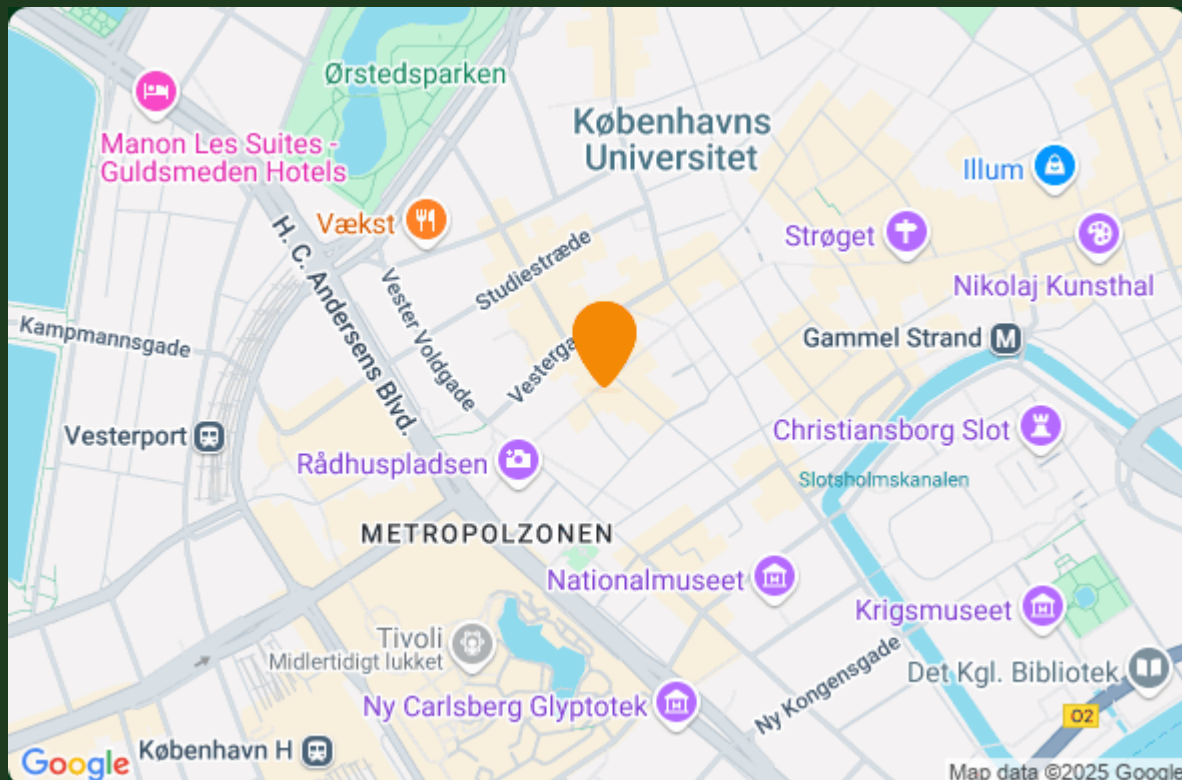 Ørstedsparken
Københavns
Universitet
Manon Les Suites -
Guldsmeden Hotels
Illum
Vækst
Strøget
Studiestræde
H. C. Andersens Blvd.
Vester Voldgade
Nikolaj Kunsthal
Kampmannsgade
Gammel Strand
M
Vesterport
Christiansborg Slot
Rådhuspladsen
Slotsholmskanalen
METROPOLZONEN
Nationalmuseet
Krigsmuseet
Tivoli
Midlertidigt lukket
Det Kgl. Bibliotek
Ny Kongensgade
Ny Carlsberg Glyptotek
O2
København H
Google
Map data ©2025 Google